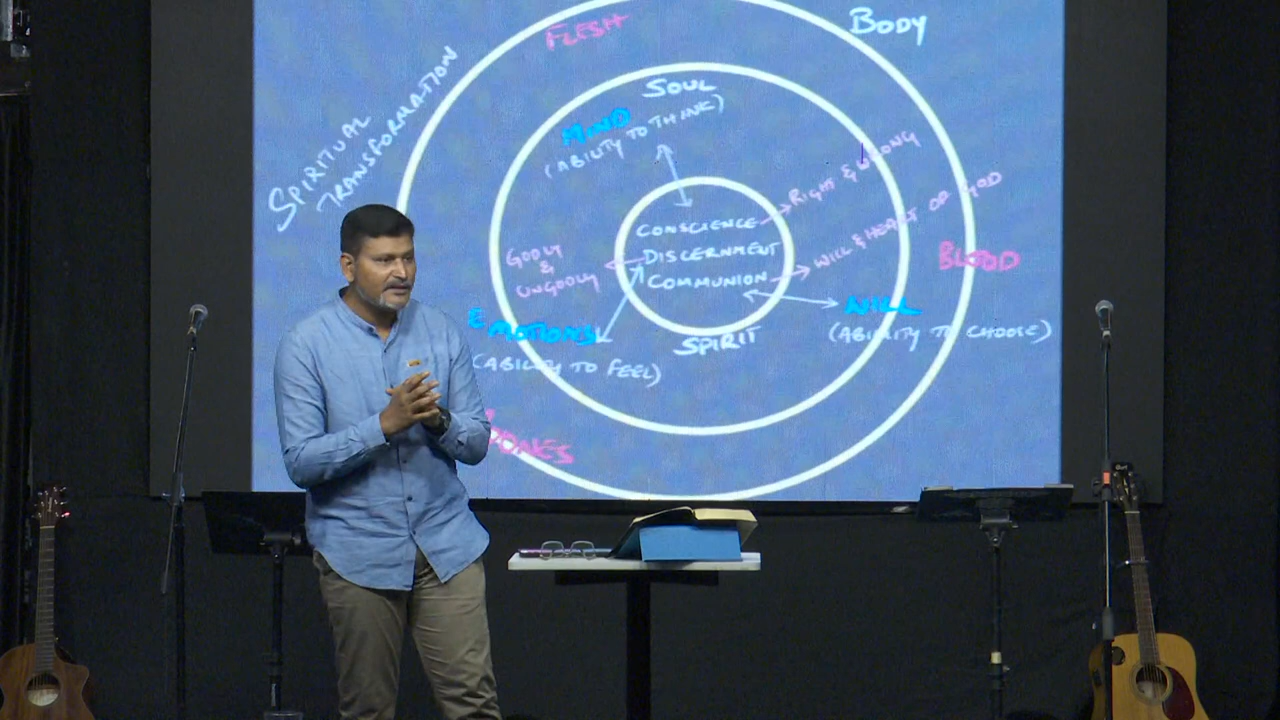 FLESH
BODY
SPIRITUAL
TRANSFORMATION
SOUL
MIND
(ABILITY TO THINK)
RIGHT & WRONG
CONSCIENCE
WILL & HEART OF GOD
DISCERNMENT
GODLY
&
UNGODLY
COMMUNION
BLOOD
EMOTIONS
WILL
(ABILITY TO CHOOSE)
SPIRIT
(ABILITY TO FEEL)
BONES